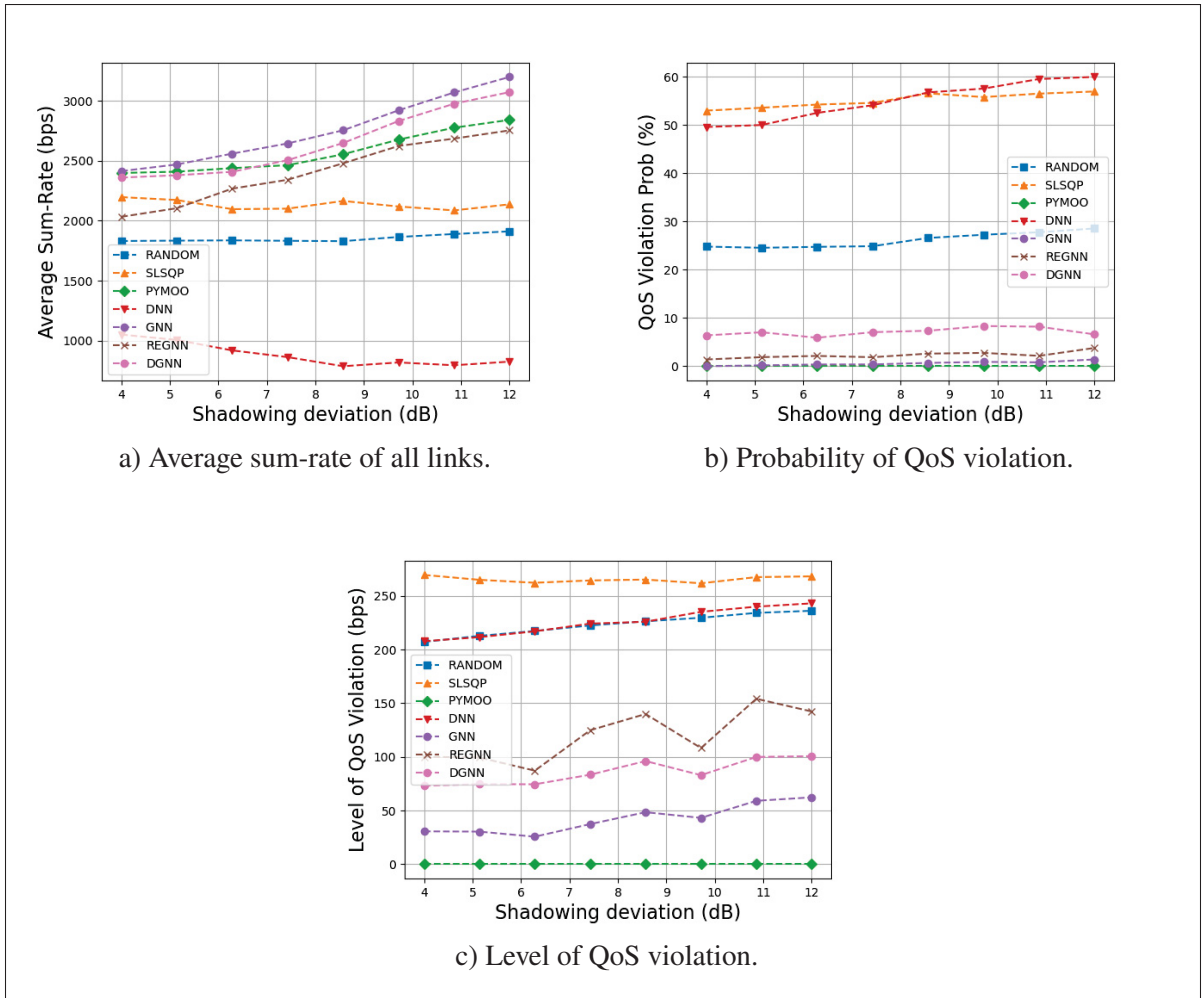 3000
2500
2000
1500
1000
Average Sum-Rate (bps)
RANDOM
SLSQP
PYMOO
DNN
GNN
REGNN
DGNN
4 5 6 7 8 9 10 11 12
Shadowing deviation (dB)
a) Average sum-rate of all links.
60
50
40
30
20
10
0
QoS Violation Prob (%)
RANDOM
SLSQP
PYMOO
DNN
GNN
REGNN
DGNN
4 5 6 7 8 9 10 11 12
Shadowing deviation (dB)
b) Probability of QoS violation.
250
200
150
100
50
0
Level of QoS Violation (bps)
RANDOM
SLSQP
PYMOO
DNN
GNN
REGNN
DGNN
4 5 6 7 8 9 10 11 12
Shadowing deviation (dB)
c) Level of QoS violation.